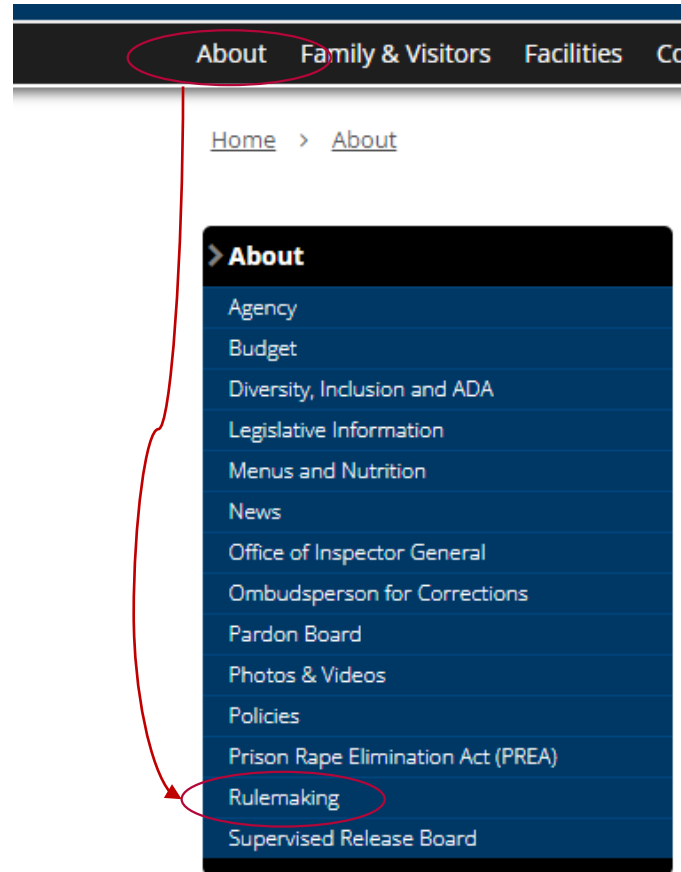 About Family & Visitors Facilities
Home > About
About
Agency
Budget
Diversity, Inclusion and ADA
Legislative Information
Menus and Nutrition
News
Office of Inspector General
Ombudsperson for Corrections
Pardon Board
Photos & Videos
Policies
Prison Rape Elimination Act (PREA)
Rulemaking
Supervised Release Board